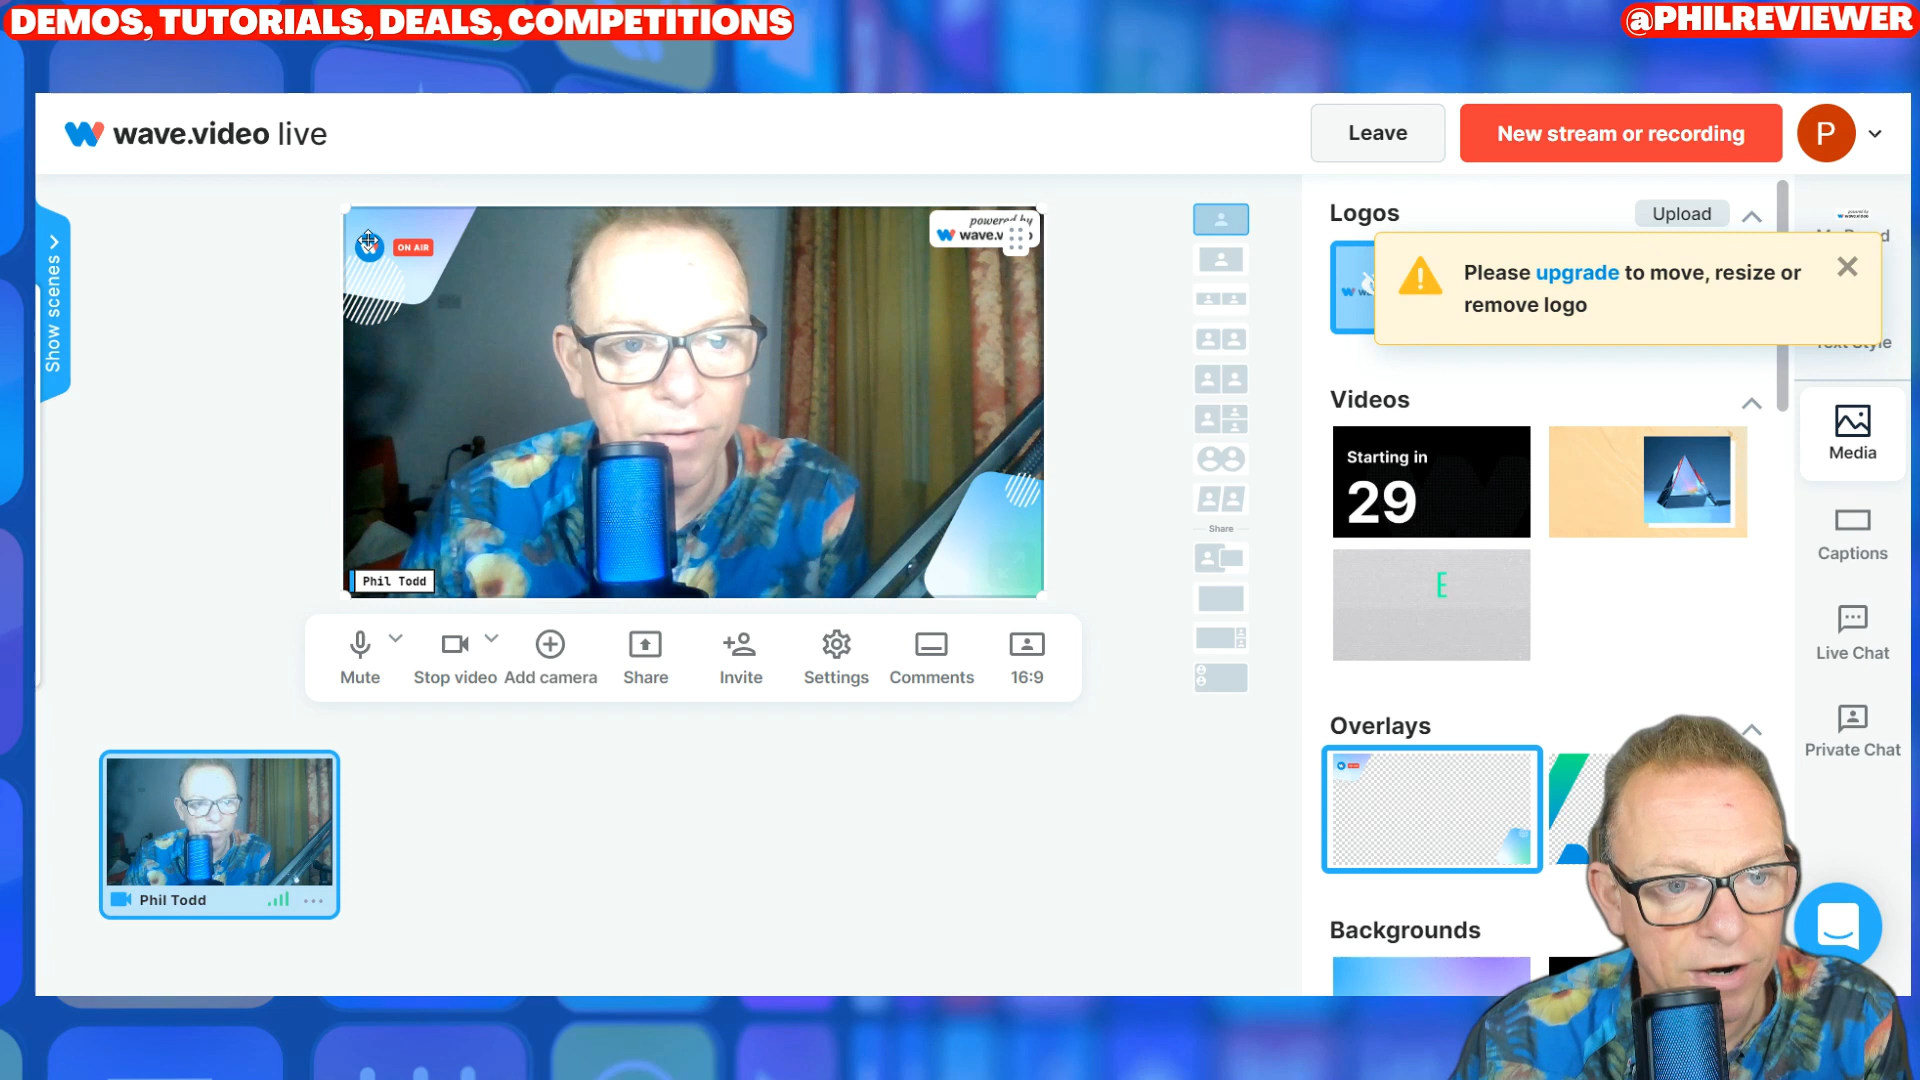 DEMOS, TUTORIALS, DEALS, COMPETITIONS
@PHILREVIEWER
wave.video live
Leave
New stream or recording
P
Show scenes
ON AIR
powered by
wave.v
Phil Todd
Mute
Stop video
Add camera
Share
Invite
Settings
Comments
16:9
Phil Todd
Share
Logos
Upload
Please upgrade to move, resize or
remove logo
Text Style
Videos
Starting in
29
E
Overlays
Backgrounds
Media
Captions
Live Chat
Private Chat